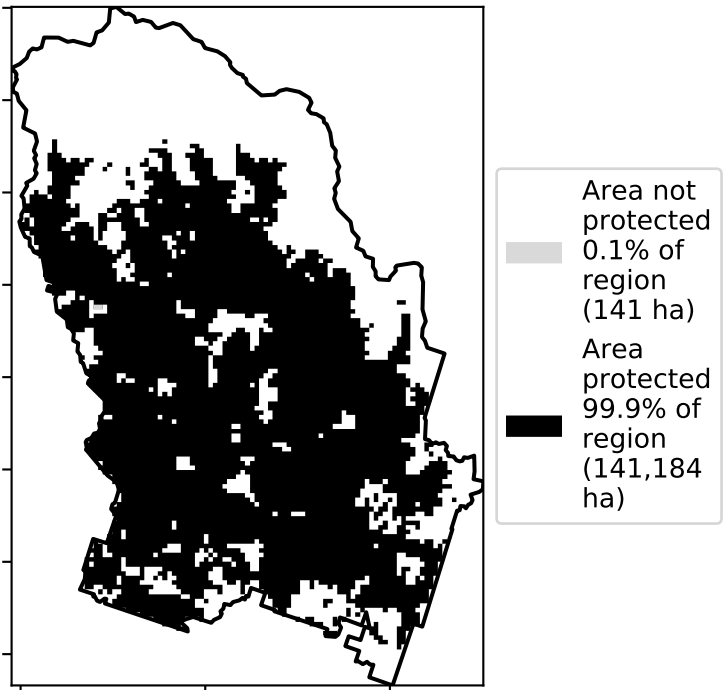 Area not
protected
0.1% of
region
(141 ha)
Area
protected
99.9% of
region
(141,184
ha)